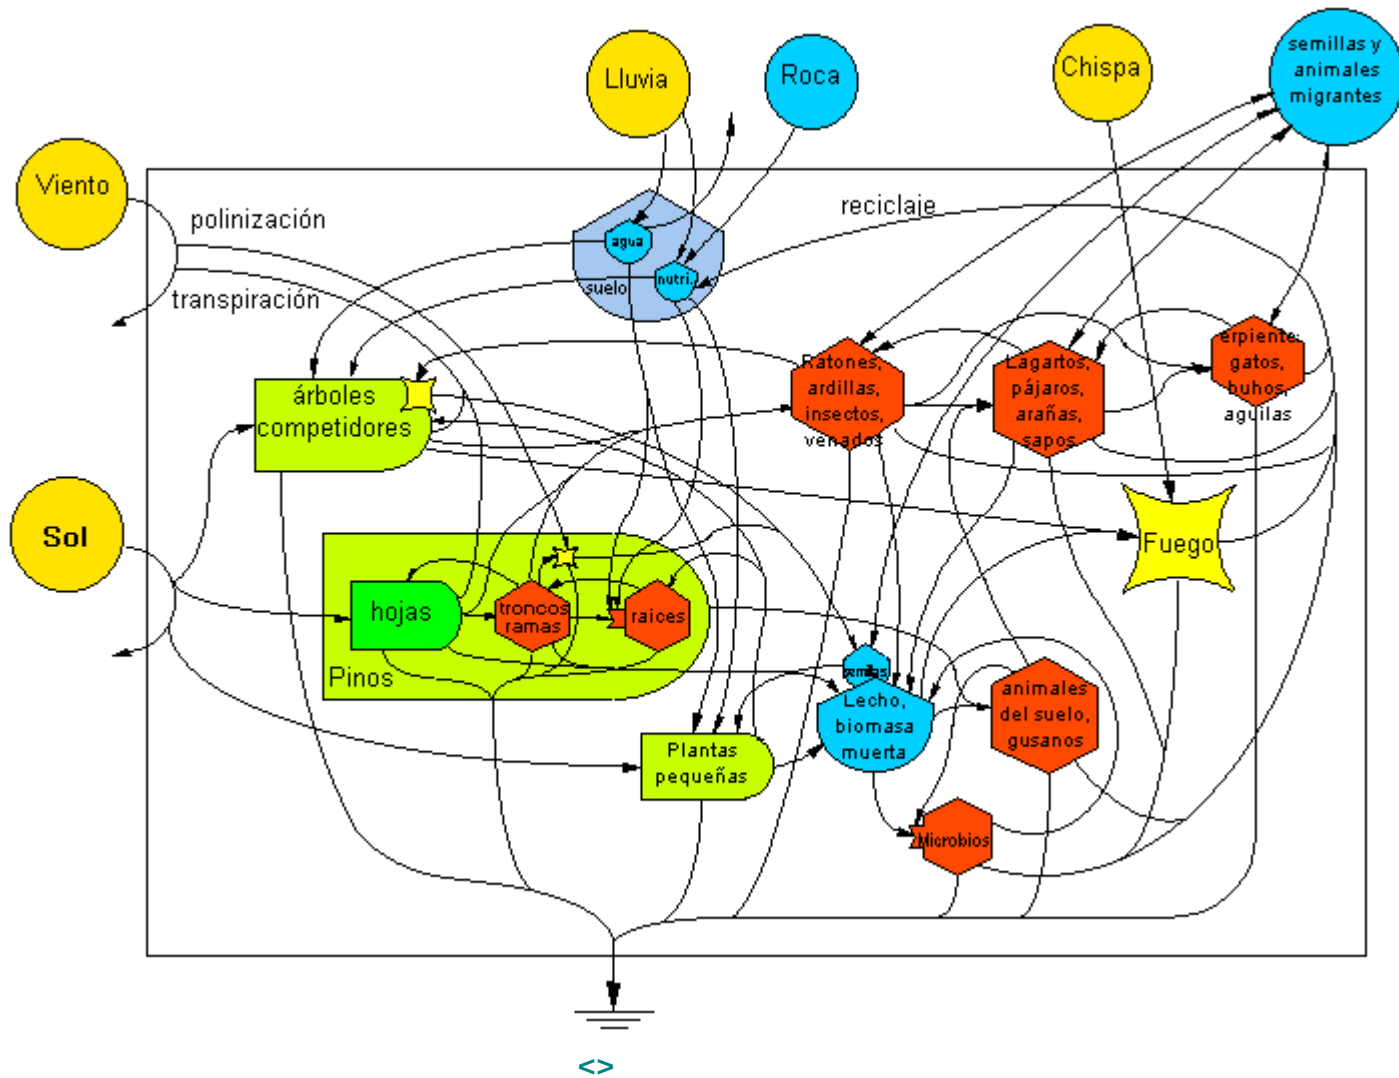 Lluvia
Roca
Chispa
semillas y
animales
migrantes
Viento
polinización
reciclaje
agua
nutri.
suelo
transpiración
árboles
competidores
Ratones,
ardillas,
insectos,
venados
Lagartos,
pájaros,
arañas,
sapos
erpiente
gatos,
buhos,
aguilas
Sol
Fuego
hojas
troncos
ramas
raices
Pinos
semillas
Lecho,
biomasa
muerta
animales
del suelo,
gusanos
Plantas
pequeñas
Microbios
<>